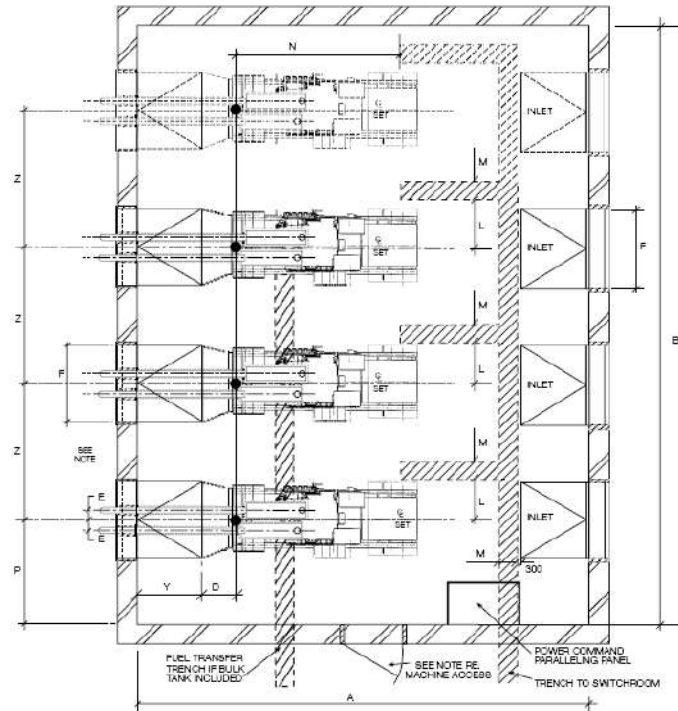 N
INLET
℄
SET
Z
M
L
INLET
F
℄
SET
Z
M
B
F
L
INLET
℄
SET
Z
SEE
NOTE
M
E
L
INLET
℄
SET
E
M
300
P
Y
D
FUEL TRANSFER
TRENCH IF BULK
TANK INCLUDED
SEE NOTE RE.
MACHINE ACCESS
POWER COMMAND
PARALLELING PANEL
TRENCH TO SWITCHROOM
A